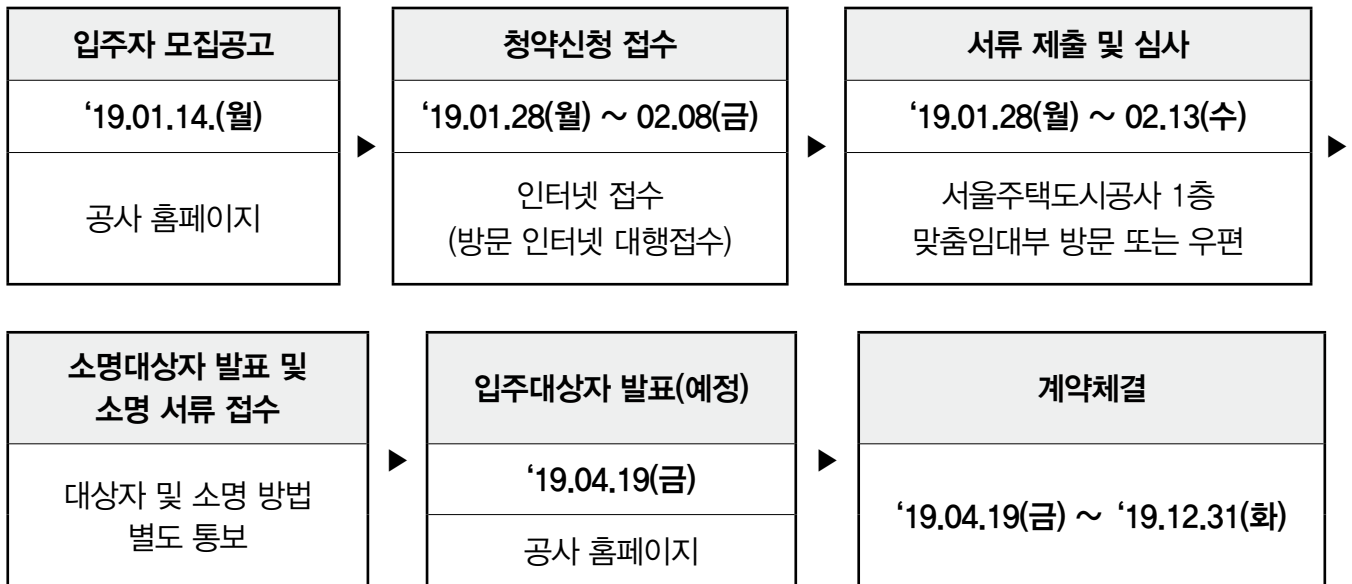 입주자 모집공고
‘19.01.14.(월)
공사 홈페이지
▶
청약신청 접수
‘19.01.28(월) ~ 02.08(금)
인터넷 접수
(방문 인터넷 대행접수)
▶
서류 제출 및 심사
‘19.01.28(월) ~ 02.13(수)
서울주택도시공사 1층
맞춤임대부 방문 또는 우편
▶
소명대상자 발표 및
소명 서류 접수
대상자 및 소명 방법
별도 통보
▶
입주대상자 발표(예정)
‘19.04.19(금)
공사 홈페이지
▶
계약체결
‘19.04.19(금) ~ ‘19.12.31(화)